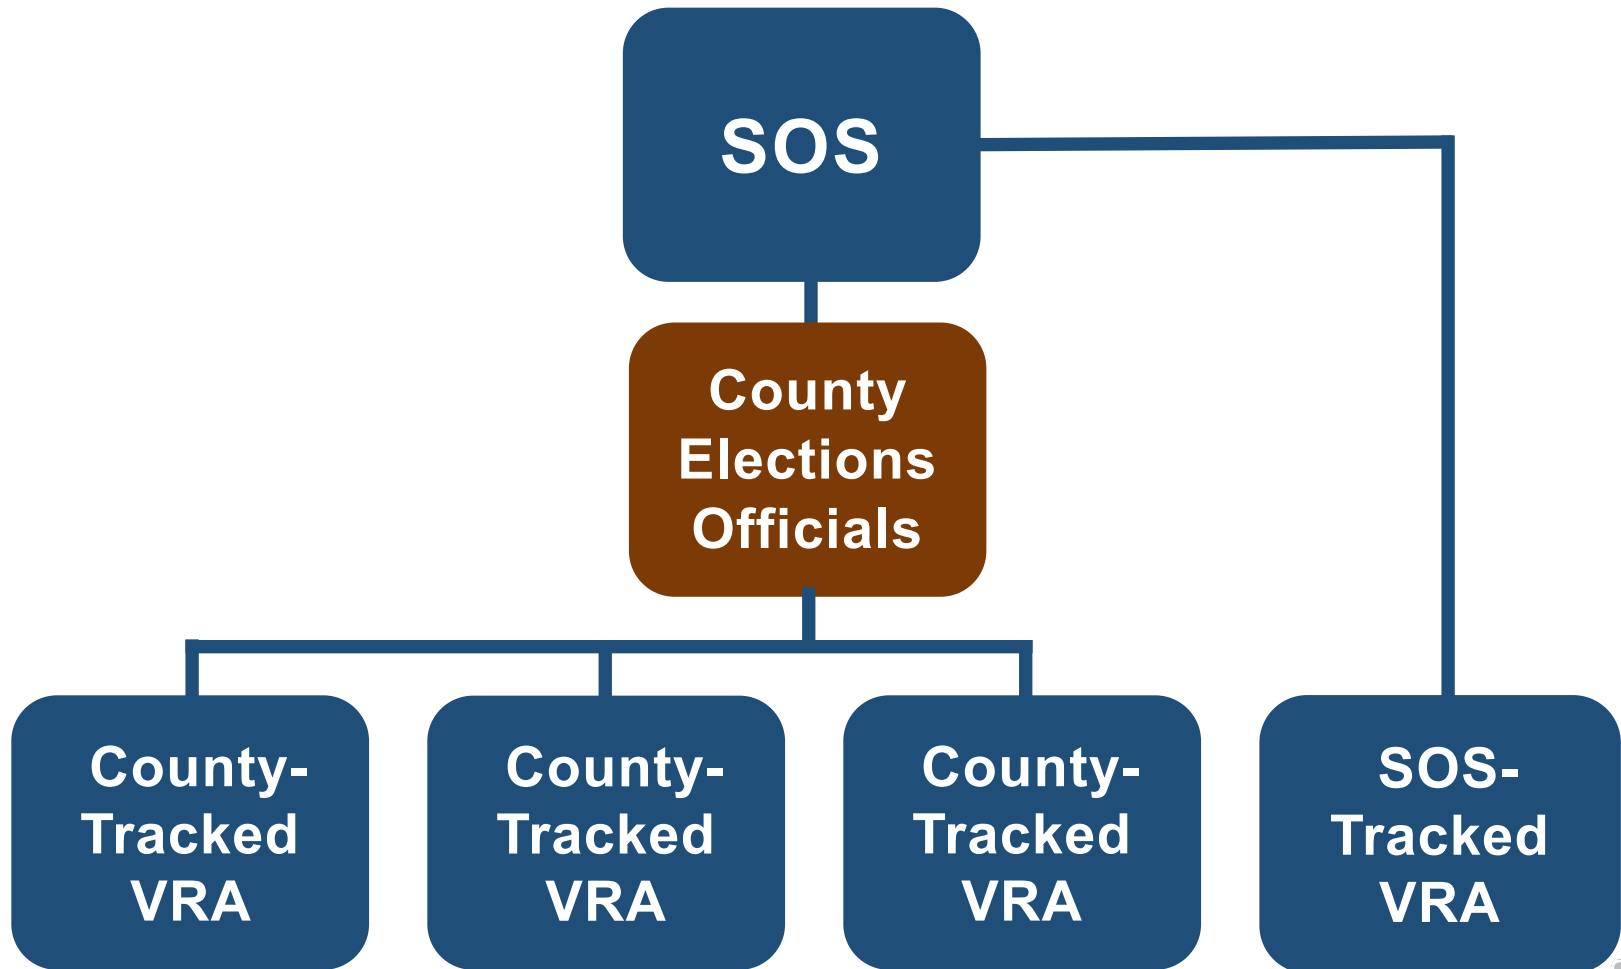 SOS
County
Elections
Officials
County-
Tracked
VRA
County-
Tracked
VRA
County-
Tracked
VRA
SOS-
Tracked
VRA